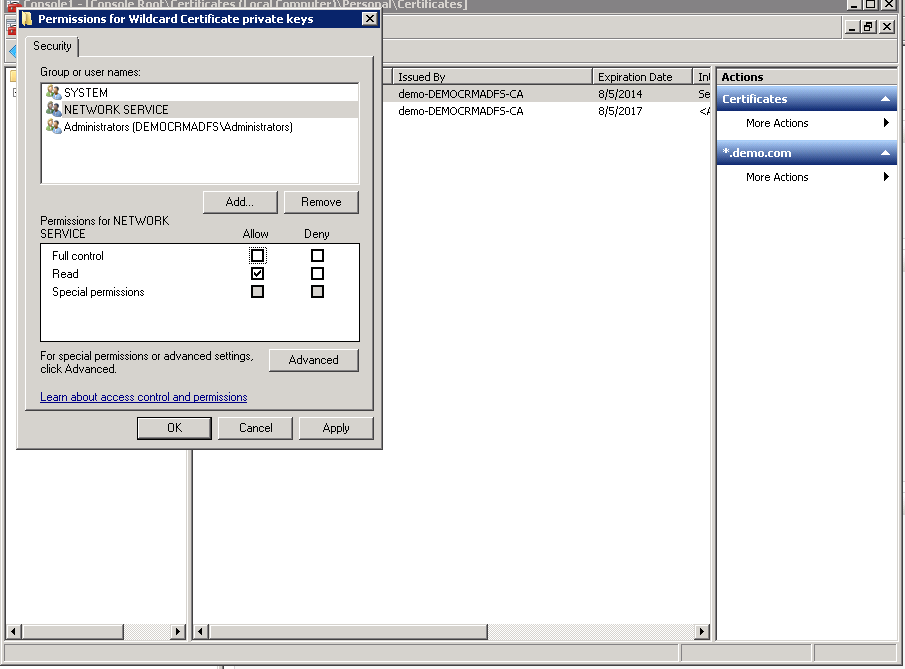 Console1 - [Console Root\Certificates (Local Computer)\Personal\Certificates]
Permissions for Wildcard Certificate private keys
Security
Group or user names:
SYSTEM
NETWORK SERVICE
Administrators (DEMOCRMADFS\Administrators)
Add...
Remove
Permissions for NETWORK
SERVICE
Allow
Deny
Full control
Read
Special permissions
For special permissions or advanced settings,
click Advanced.
Advanced
Learn about access control and permissions
OK
Cancel
Apply
Issued By
Expiration Date
demo-DEMOCRMADFS-CA
8/5/2014
Se
demo-DEMOCRMADFS-CA
8/5/2017
<A
Actions
Certificates
More Actions
*.demo.com
More Actions